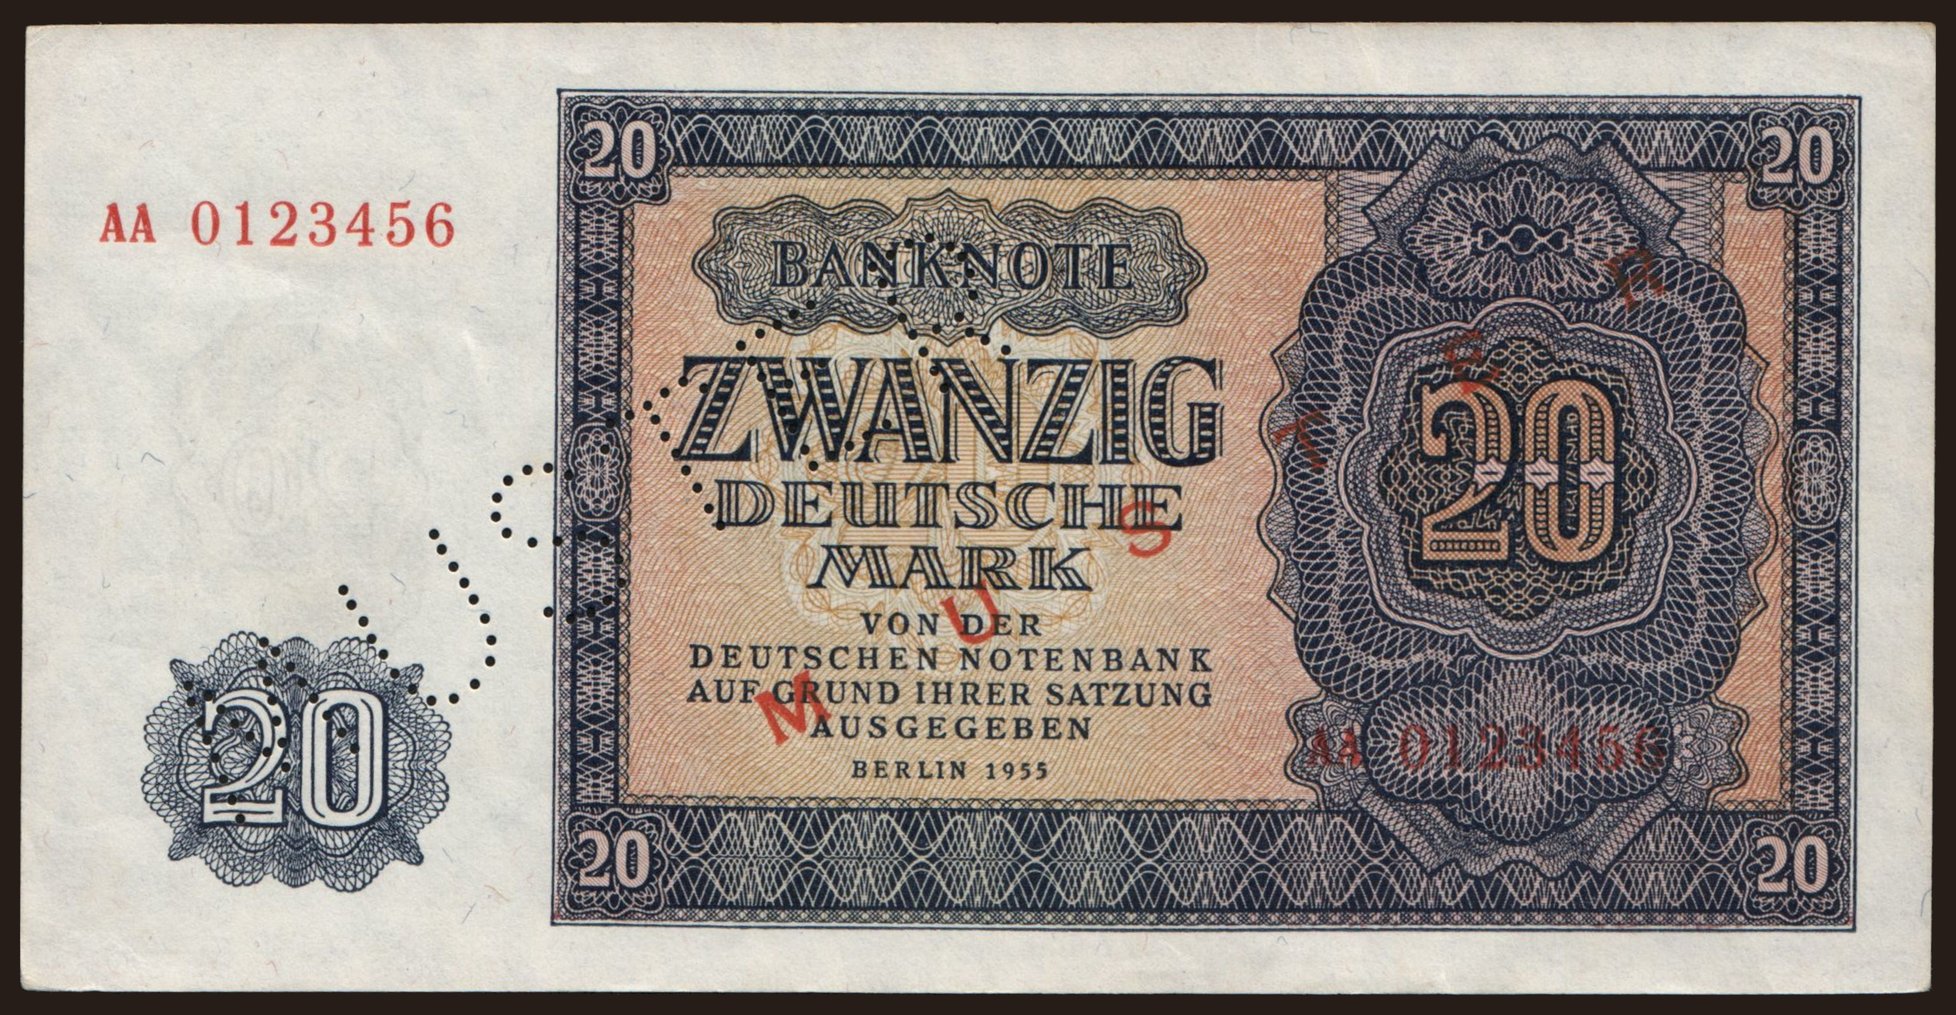 20
20
AA 0123456
BANKNOTE
ZWANZIG
DEUTSCHE
MARK
VON DER
DEUTSCHEN NOTENBANK
AUF GRUND IHRER SATZUNG
AUSGEGEBEN
BERLIN 1955
20
MUSTER
MUSTER
20
AA 0123456
20
20